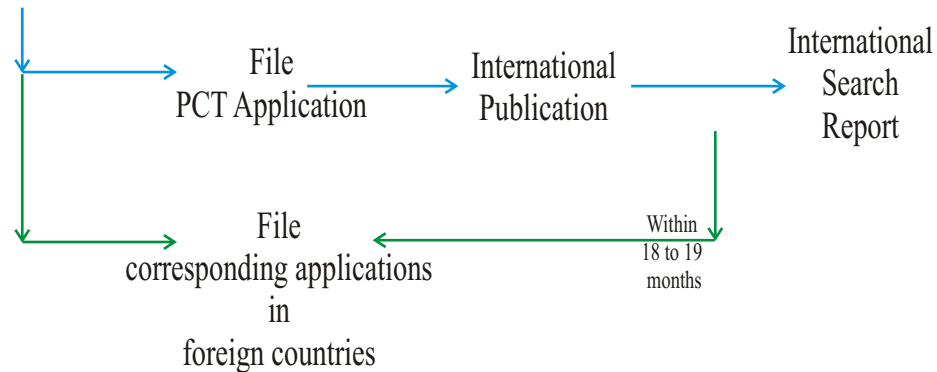 File
PCT Application
International
Publication
International
Search
Report
File
corresponding applications
in
foreign countries
Within
18 to 19
months